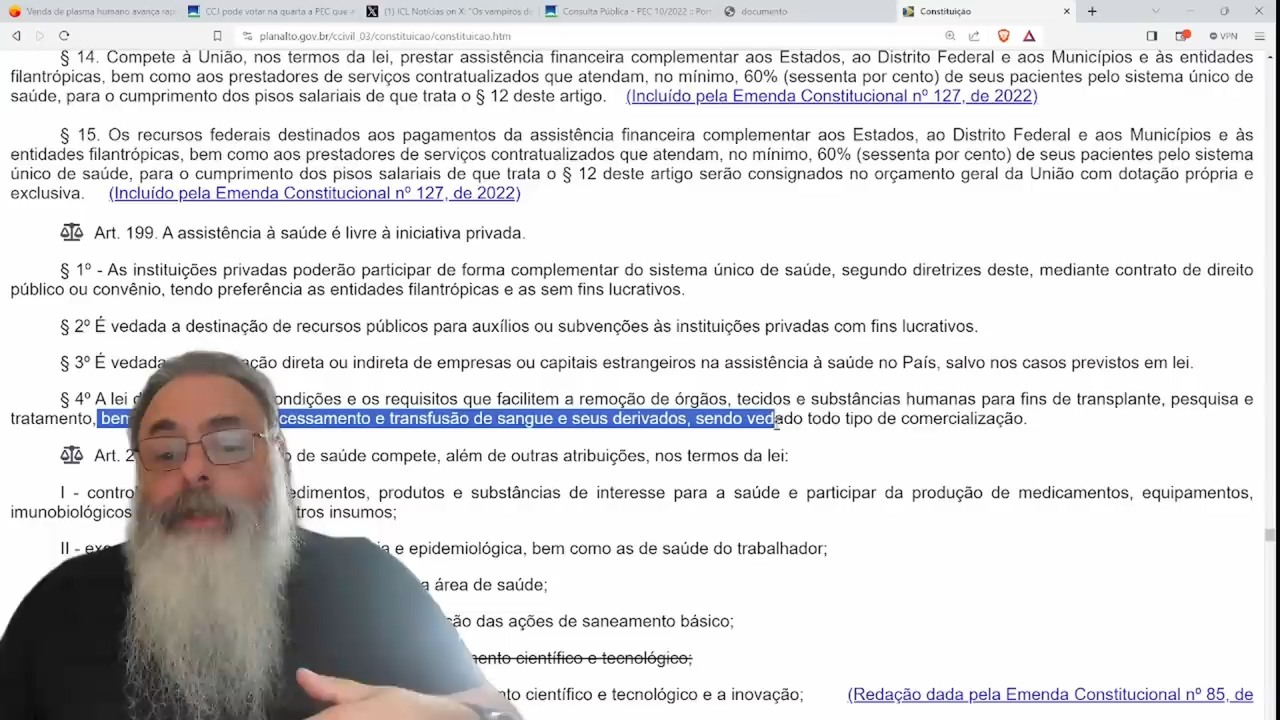 Venda de plasma humano avança rap
CCJ pode votar na quarta a PEC que a
(1) ICL Notícias on X: "Os vampiros de
Consulta Pública - PEC 10/2022 :: Port
documento
Constituição
planalto.gov.br/ccivil_03/constituicao/constituicao.htm
VPN
§ 14. Compete à União, nos termos da lei, prestar assistência financeira complementar aos Estados, ao Distrito Federal e aos Municípios e às entidades
filantrópicas, bem como aos prestadores de serviços contratualizados que atendam, no mínimo, 60% (sessenta por cento) de seus pacientes pelo sistema único de
saúde, para o cumprimento dos pisos salariais de que trata o § 12 deste artigo. (Incluído pela Emenda Constitucional nº 127, de 2022)
§ 15. Os recursos federais destinados aos pagamentos da assistência financeira complementar aos Estados, ao Distrito Federal e aos Municípios e às
entidades filantrópicas, bem como aos prestadores de serviços contratualizados que atendam, no mínimo, 60% (sessenta por cento) de seus pacientes pelo sistema
único de saúde, para o cumprimento dos pisos salariais de que trata o § 12 deste artigo serão consignados no orçamento geral da União com dotação própria e
exclusiva. (Incluído pela Emenda Constitucional nº 127, de 2022)
Art. 199. A assistência à saúde é livre à iniciativa privada.
§ 1º - As instituições privadas poderão participar de forma complementar do sistema único de saúde, segundo diretrizes deste, mediante contrato de direito
público ou convênio, tendo preferência as entidades filantrópicas e as sem fins lucrativos.
§ 2º É vedada a destinação de recursos públicos para auxílios ou subvenções às instituições privadas com fins lucrativos.
§ 3º É vedada ação direta ou indireta de empresas ou capitais estrangeiros na assistência à saúde no País, salvo nos casos previstos em lei.
§ 4º A lei d ondições e os requisitos que facilitem a remoção de órgãos, tecidos e substâncias humanas para fins de transplante, pesquisa e
tratamento, bem cessamento e transfusão de sangue e seus derivados, sendo vedado todo tipo de comercialização.
Art. 2 de saúde compete, além de outras atribuições, nos termos da lei:
I - contro edimentos, produtos e substâncias de interesse para a saúde e participar da produção de medicamentos, equipamentos,
imunobiológicos tros insumos;
II - exe a e epidemiológica, bem como as de saúde do trabalhador;
a área de saúde;
ção das ações de saneamento básico;
ento científico e tecnológico;
to científico e tecnológico e a inovação; (Redação dada pela Emenda Constitucional nº 85, de